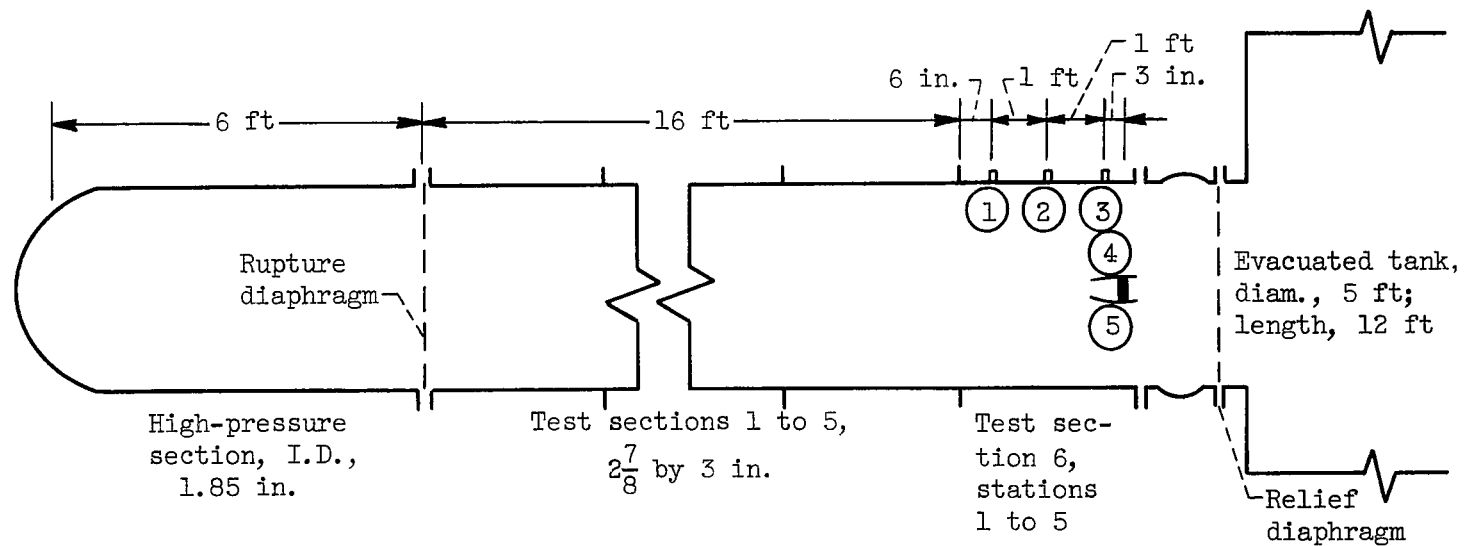 1 ft
6 in.
1 ft
3 in.
6 ft
16 ft
1
2
3
4
5
Rupture
diaphragm
Evacuated tank,
diam., 5 ft;
length, 12 ft
High-pressure
section, I.D.,
1.85 in.
Test sections 1 to 5,
2 7/8 by 3 in.
Test sec-
tion 6,
stations
1 to 5
Relief
diaphragm